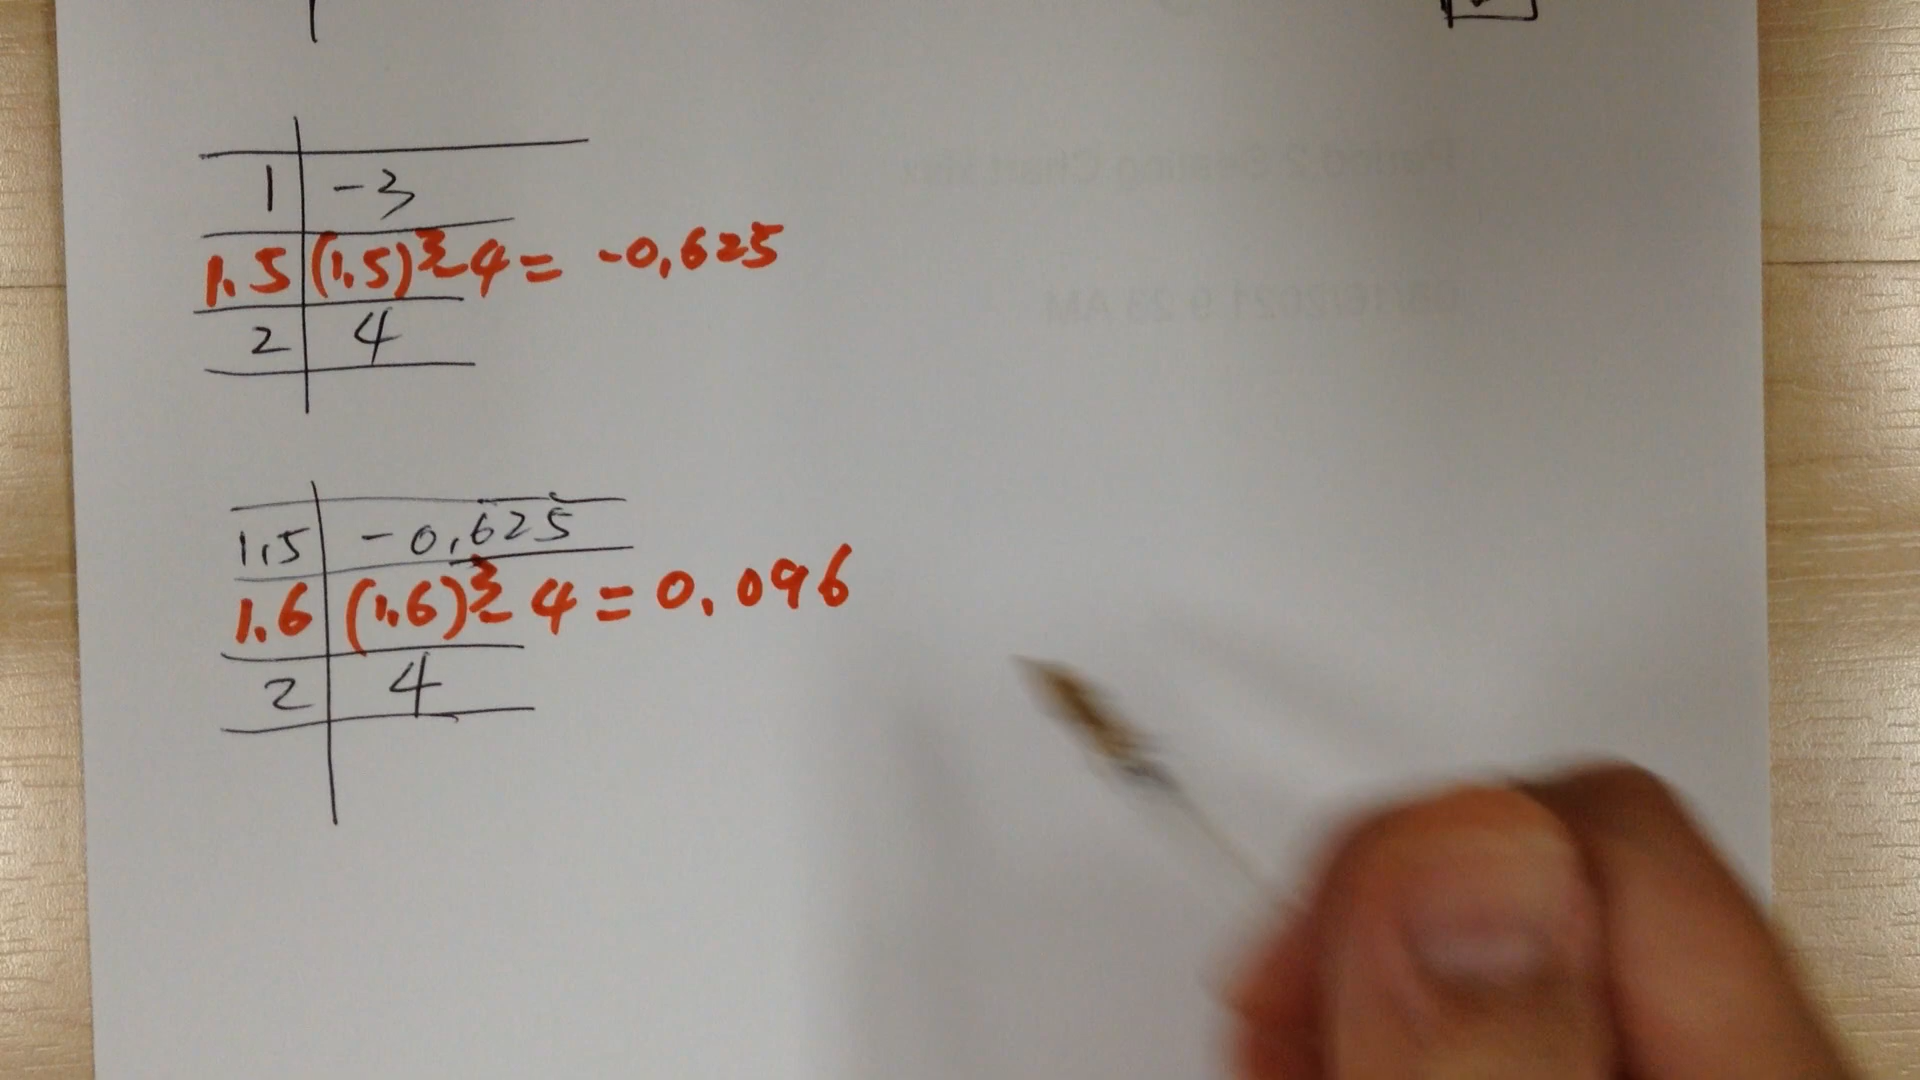 1 -3
1.5 (1.5)³-4 = -0.625
2 4
1.5 -0.625
1.6 (1.6)³-4 = 0.096
2 4